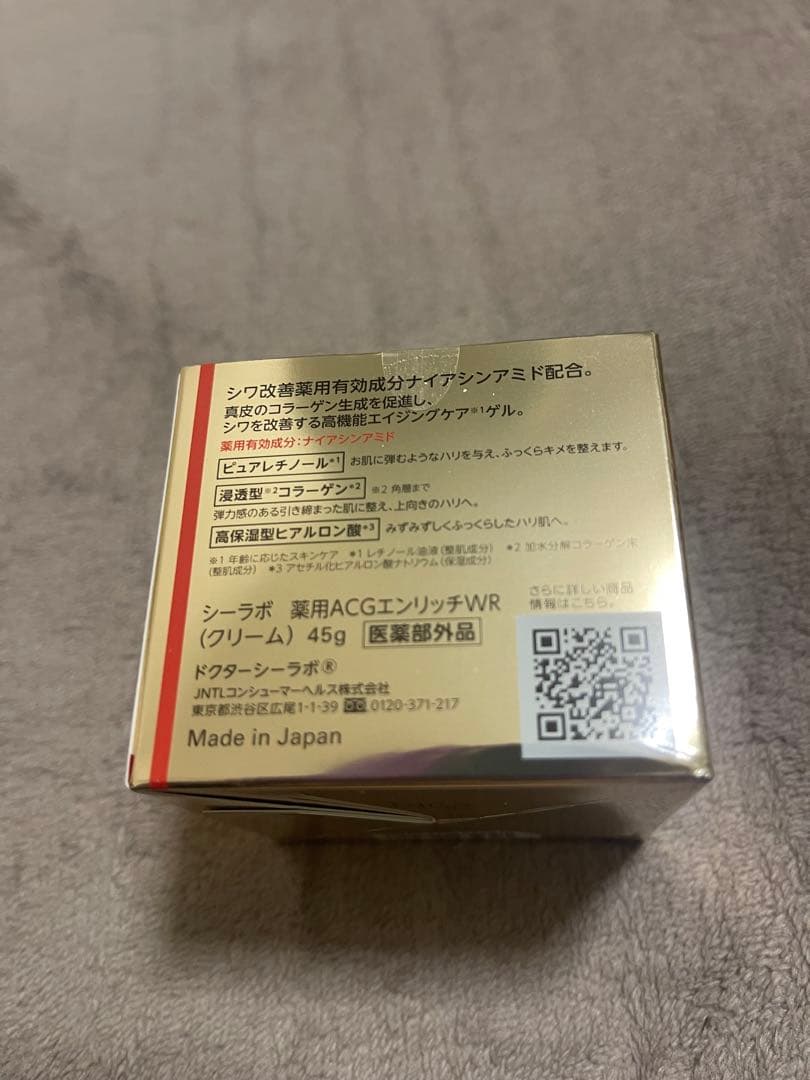 シワ改善薬用有効成分ナイアシンアミド配合。
真皮のコラーゲン生成を促進し、
シワを改善する高機能エイジングケア※1ゲル。
薬用有効成分:ナイアシンアミド
ピュアレチノール*1 お肌に弾むようなハリを与え、ふっくらキメを整えます。
浸透型※2コラーゲン*2 ※2 角層まで
弾力感のある引き締まった肌に整え、上向きのハリへ。
高保湿型ヒアルロン酸*3 みずみずしくふっくらしたハリ肌へ。
※1 年齢に応じたスキンケア *1 レチノール油液(整肌成分) *2 加水分解コラーゲン末
(整肌成分) *3 アセチル化ヒアルロン酸ナトリウム(保湿成分)
さらに詳しい商品
情報はこちら。
シーラボ 薬用ACGエンリッチWR
(クリーム) 45g 医薬部外品
ドクターシーラボ®
JNTLコンシューマーヘルス株式会社
東京都渋谷区広尾1-1-39 0120-371-217
Made in Japan